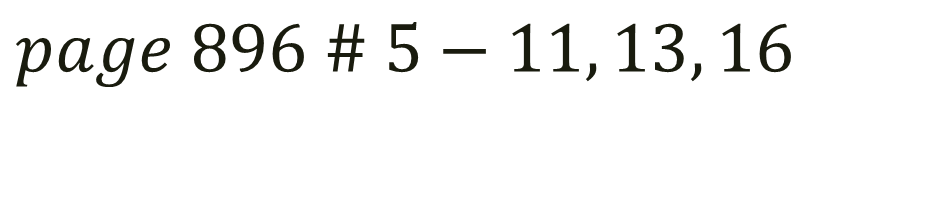 page 896 # 5 − 11, 13, 16